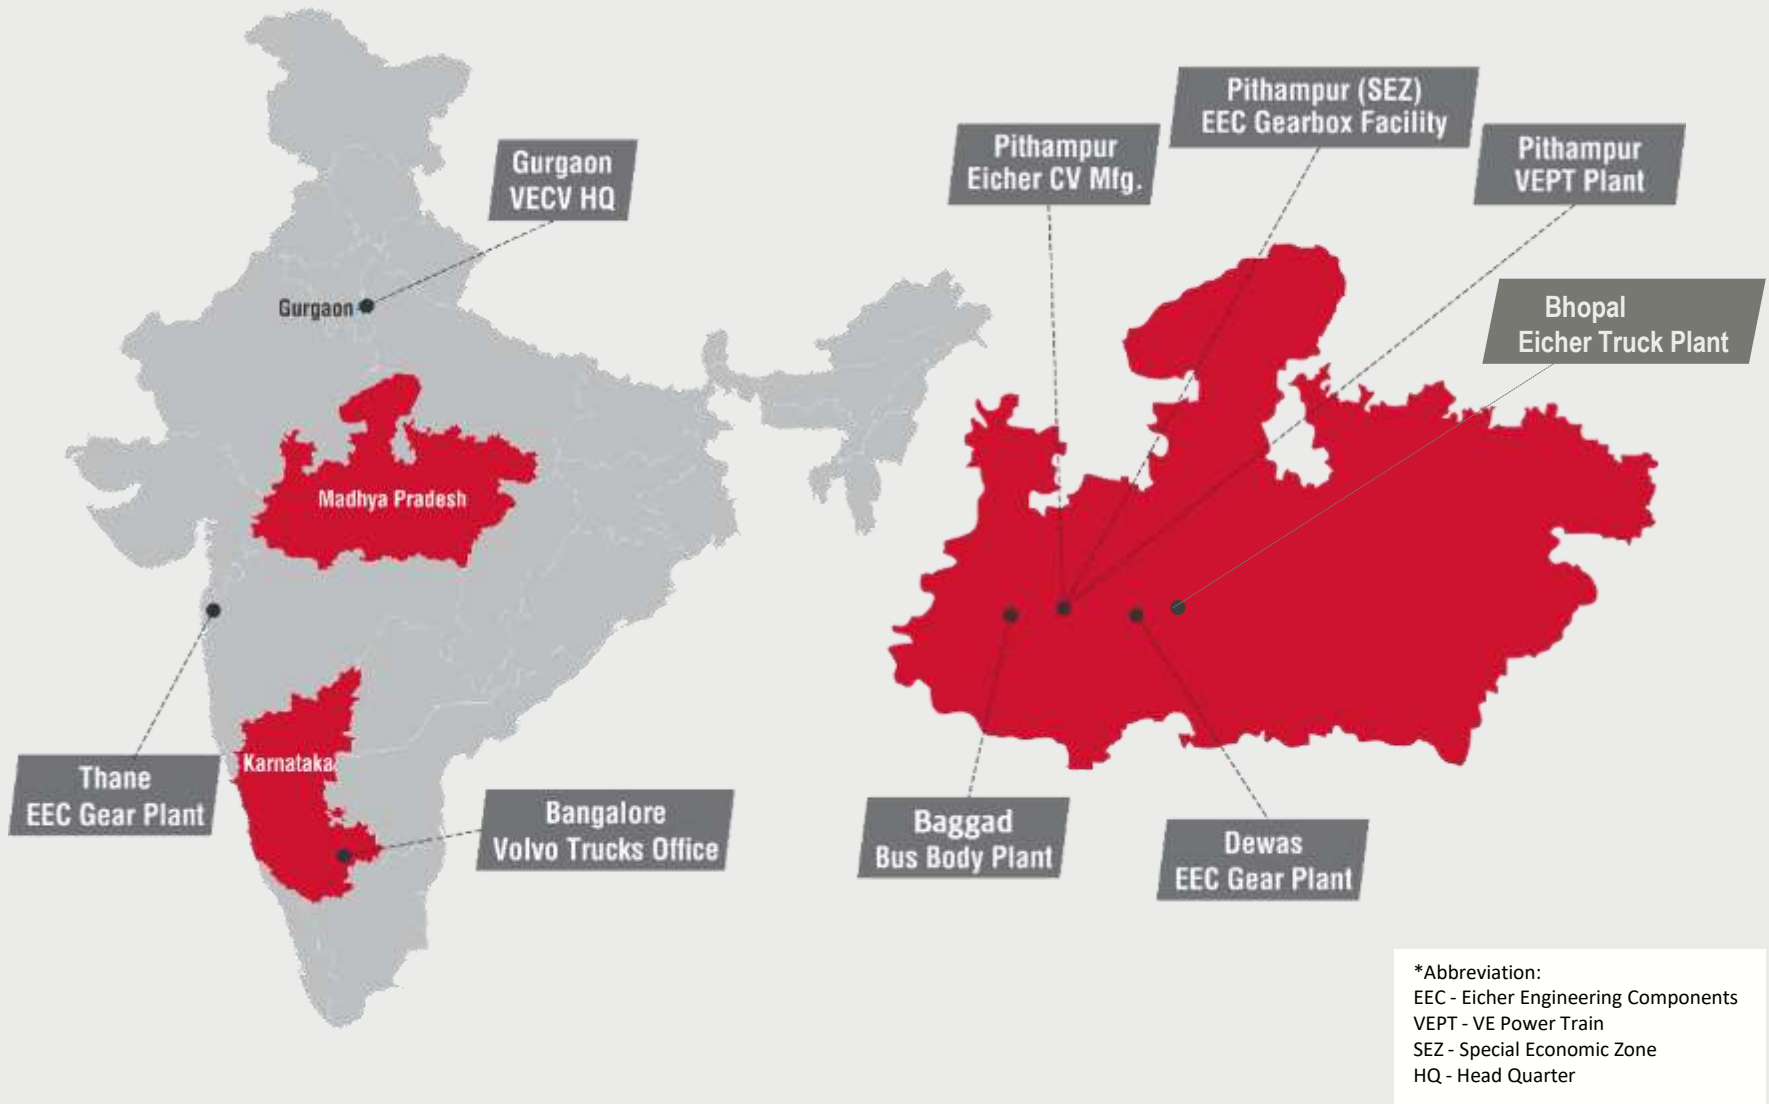 Gurgaon
VECV HQ
Gurgaon
Madhya Pradesh
Karnataka
Thane
EEC Gear Plant
Bangalore
Volvo Trucks Office
Pithampur
Eicher CV Mfg.
Pithampur (SEZ)
EEC Gearbox Facility
Pithampur
VEPT Plant
Bhopal
Eicher Truck Plant
Baggad
Bus Body Plant
Dewas
EEC Gear Plant
*Abbreviation:
EEC - Eicher Engineering Components
VEPT - VE Power Train
SEZ - Special Economic Zone
HQ - Head Quarter